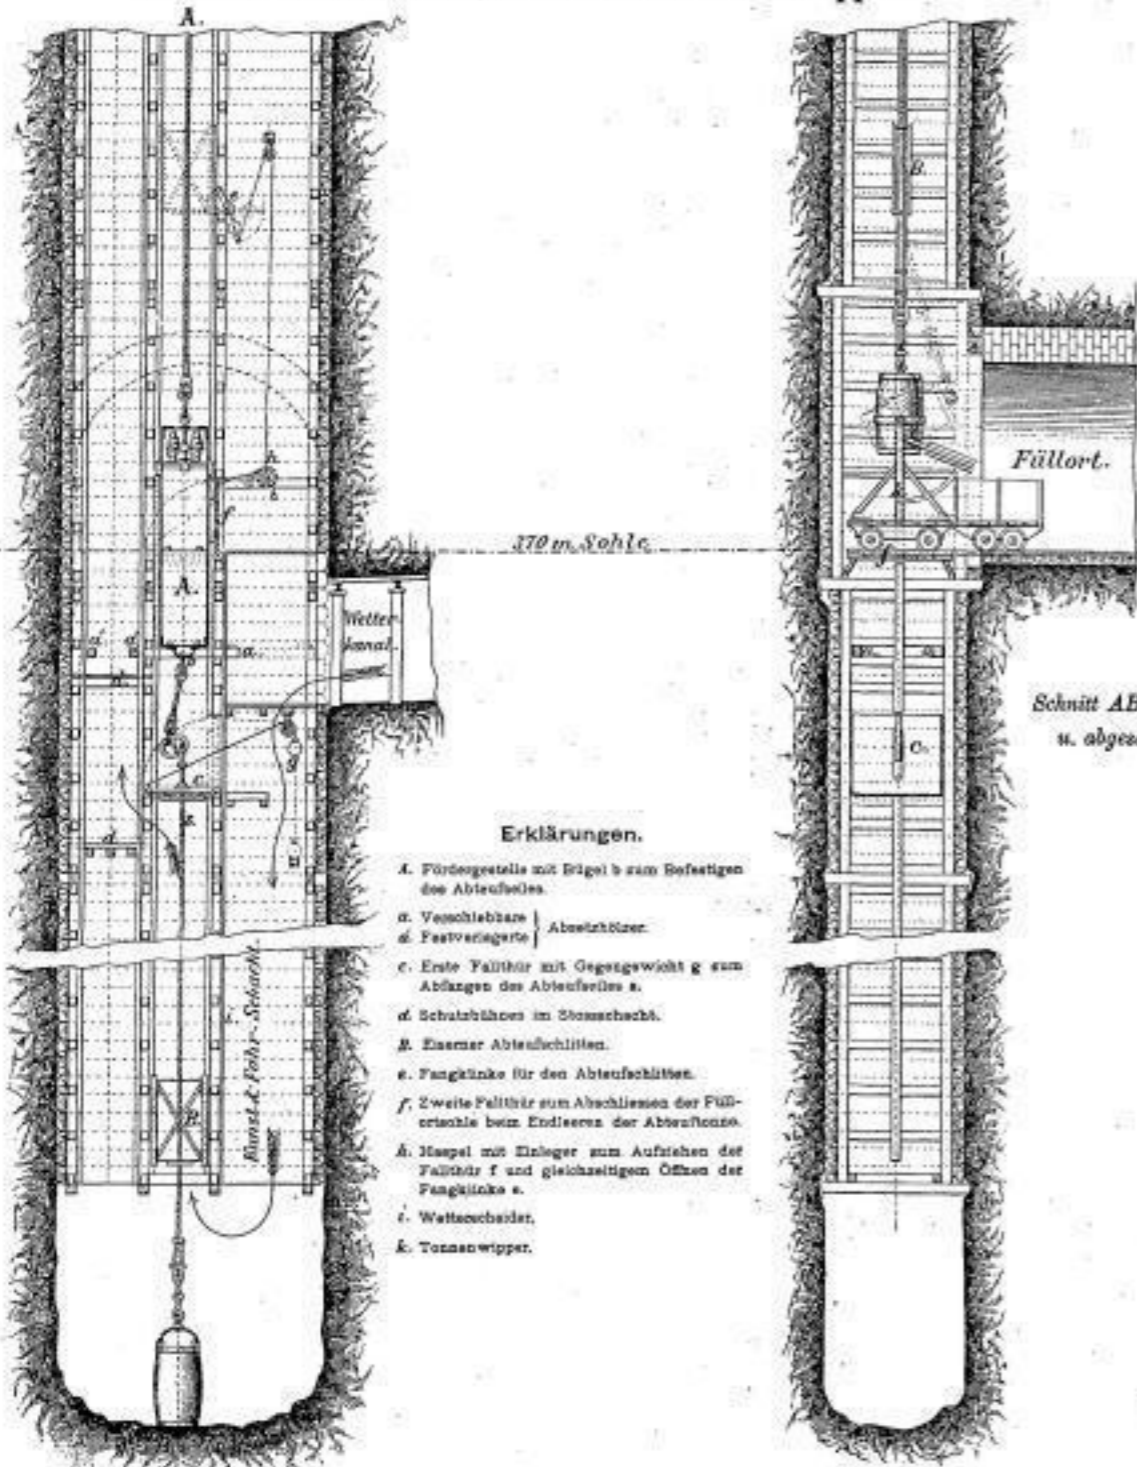 A.
B.
h
f
Füllort.
370 m. Sohle
A.
Wetter-
kanal.
a.
d.
c.
g
C.
Schnitt AB
u. abgew
Erklärungen.
A. Fördergestelle mit Bügel b zum Befestigen
des Abteufseiles.
a. Verschiebbare
a'. Festverlagerte } Absetzhölzer.
c. Erste Fallthür mit Gegengewicht g zum
Abfangen des Abteufseiles s.
d. Schutzbühnen im Stossschacht.
B. Eiserner Abteufschlitten.
e. Fangklinke für den Abteufschlitten.
f. Zweite Fallthür zum Abschliessen der Füll-
ortsohle beim Endleeren der Abteuftonne.
h. Haspel mit Einleger zum Aufziehen der
Fallthür f und gleichzeitigem Öffnen der
Fangklinke e.
i. Wetterscheider.
k. Tonnenwipper.
Kunst & Fahr-Schacht.
B.